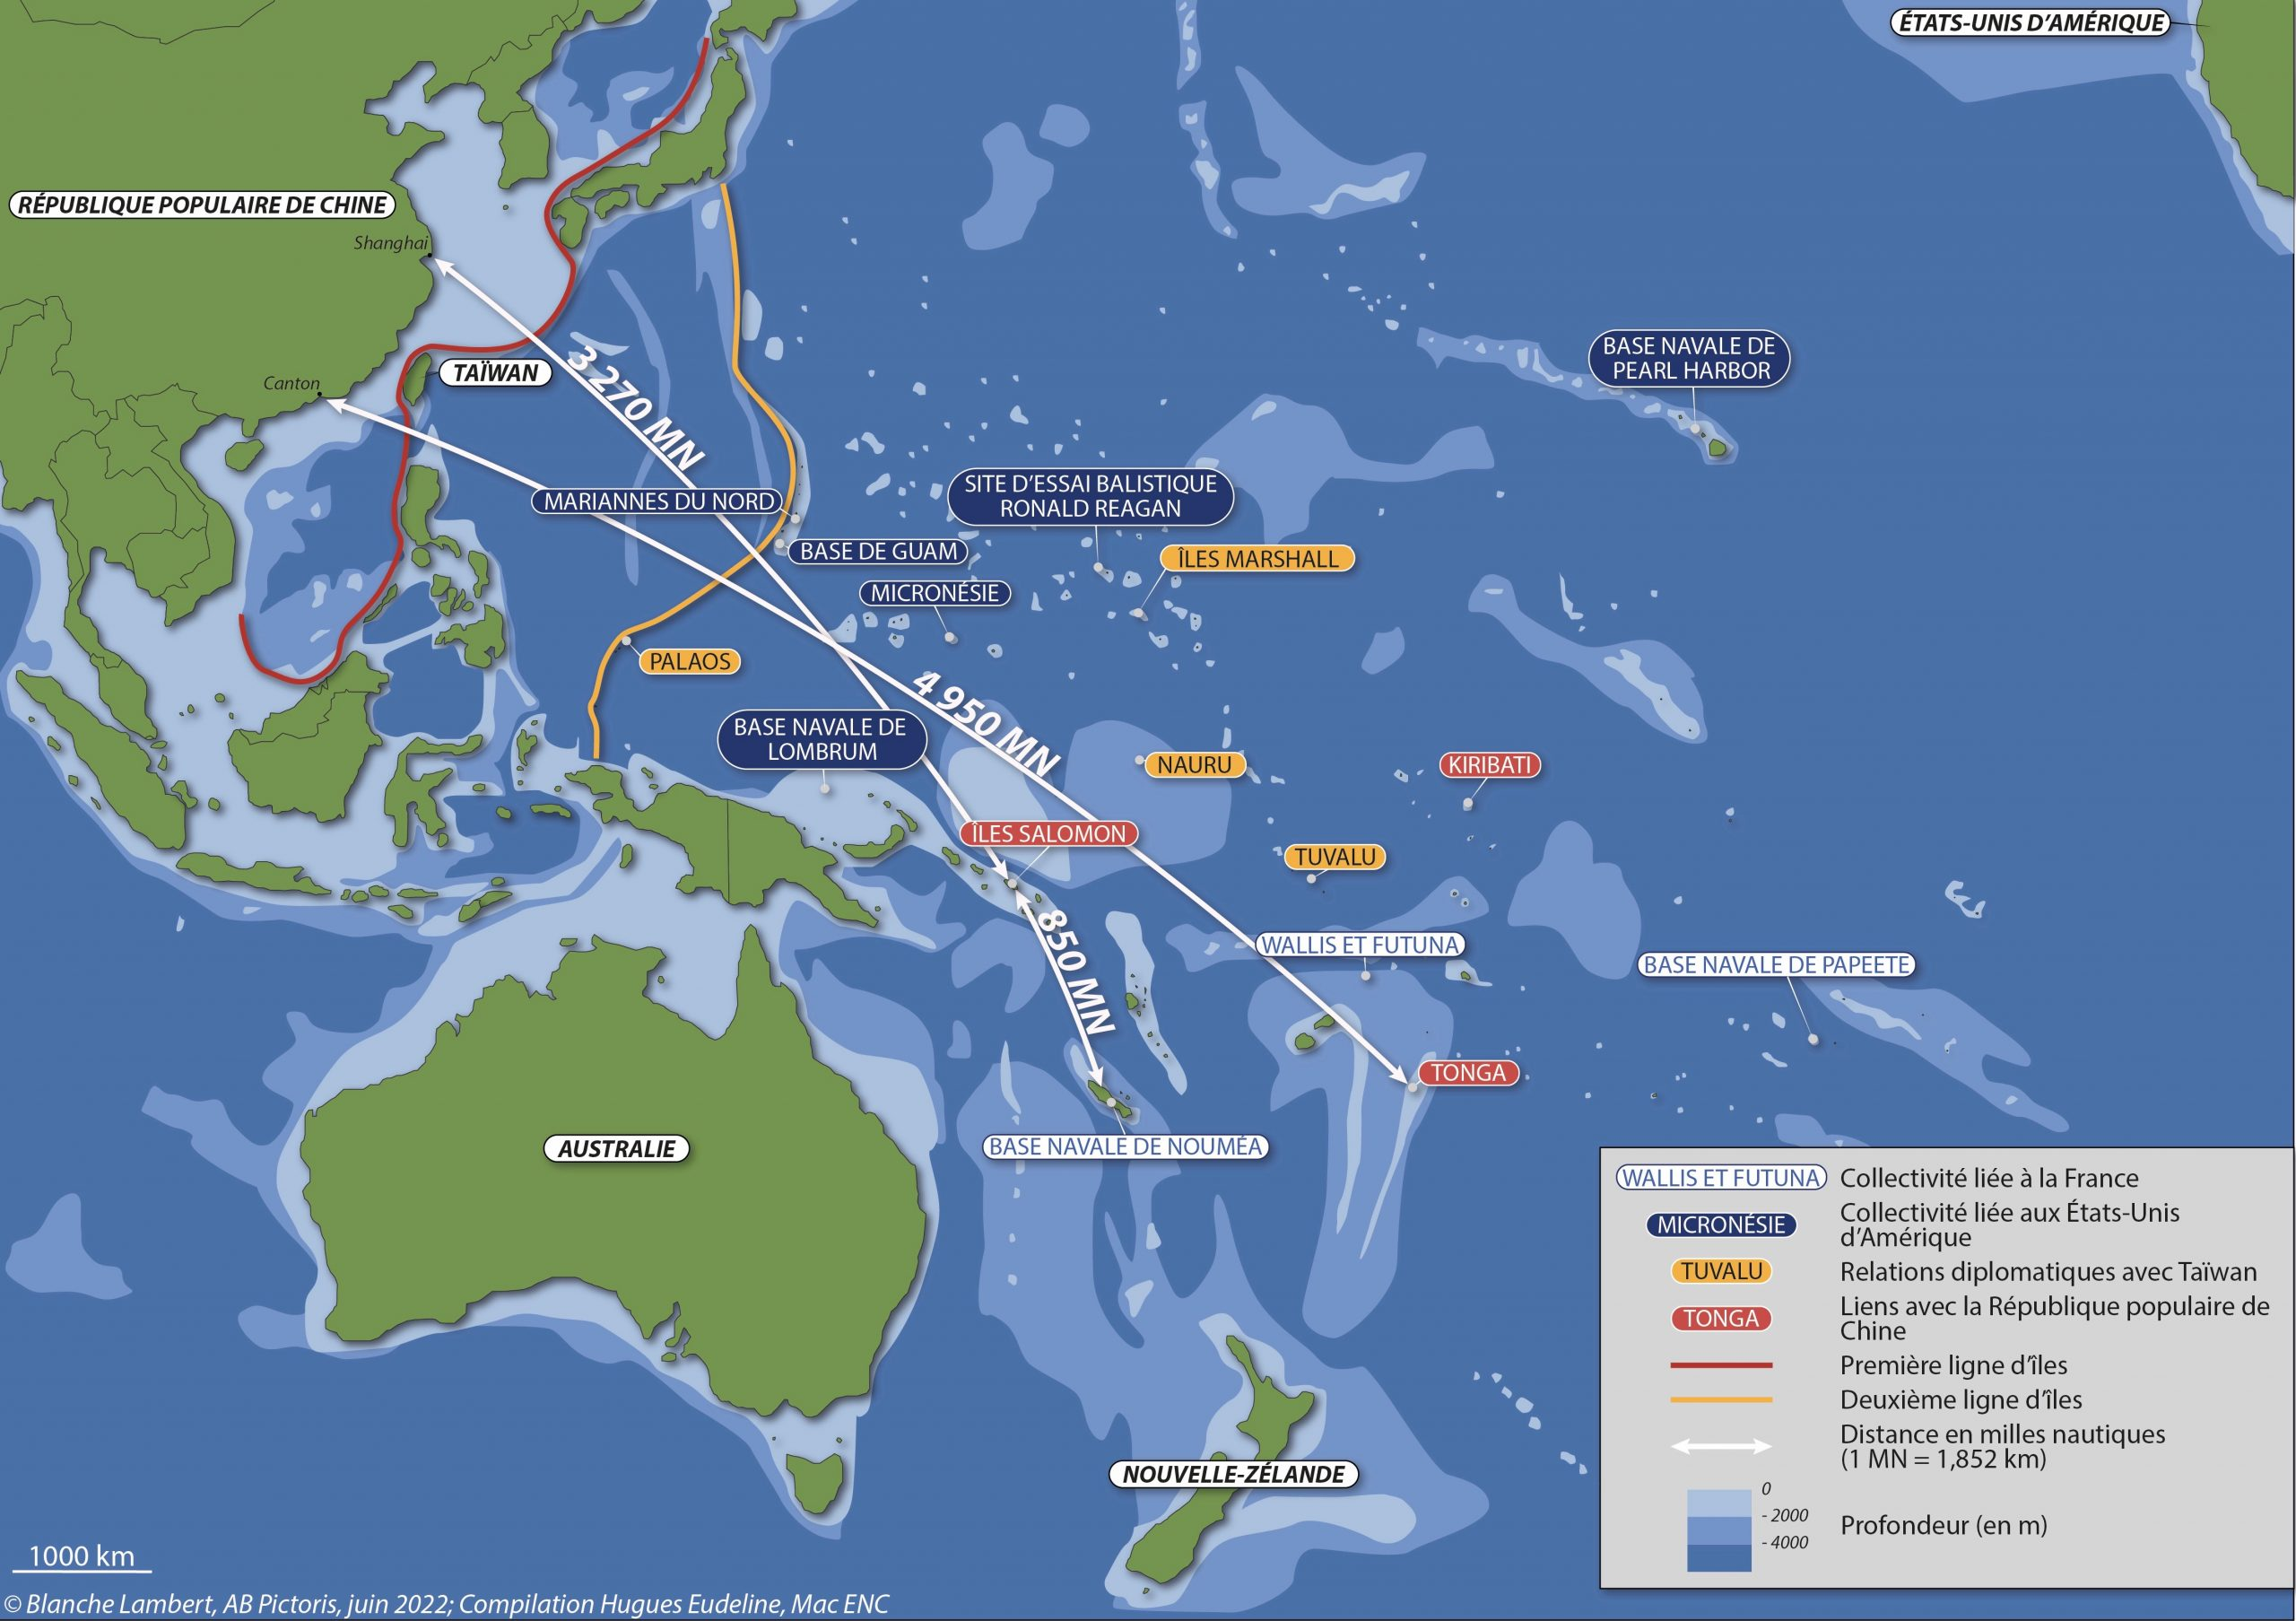 ÉTATS-UNIS D'AMÉRIQUE
RÉPUBLIQUE POPULAIRE DE CHINE
Shanghai
TAÏWAN
Canton
3 270 MN
BASE NAVALE DE
PEARL HARBOR
MARIANNES DU NORD
SITE D'ESSAI BALISTIQUE
RONALD REAGAN
BASE DE GUAM
ÎLES MARSHALL
MICRONÉSIE
PALAOS
4 950 MN
BASE NAVALE DE
LOMBRUM
NAURU
KIRIBATI
ÎLES SALOMON
TUVALU
850 MN
WALLIS ET FUTUNA
BASE NAVALE DE PAPEETE
TONGA
BASE NAVALE DE NOUMÉA
AUSTRALIE
NOUVELLE-ZÉLANDE
WALLIS ET FUTUNA Collectivité liée à la France
MICRONÉSIE Collectivité liée aux États-Unis
d'Amérique
TUVALU Relations diplomatiques avec Taïwan
TONGA Liens avec la République populaire de
Chine
Première ligne d'îles
Deuxième ligne d'îles
Distance en milles nautiques
(1 MN = 1,852 km)
0
- 2000
- 4000
Profondeur (en m)
1000 km
© Blanche Lambert, AB Pictoris, juin 2022; Compilation Hugues Eudeline, Mac ENC